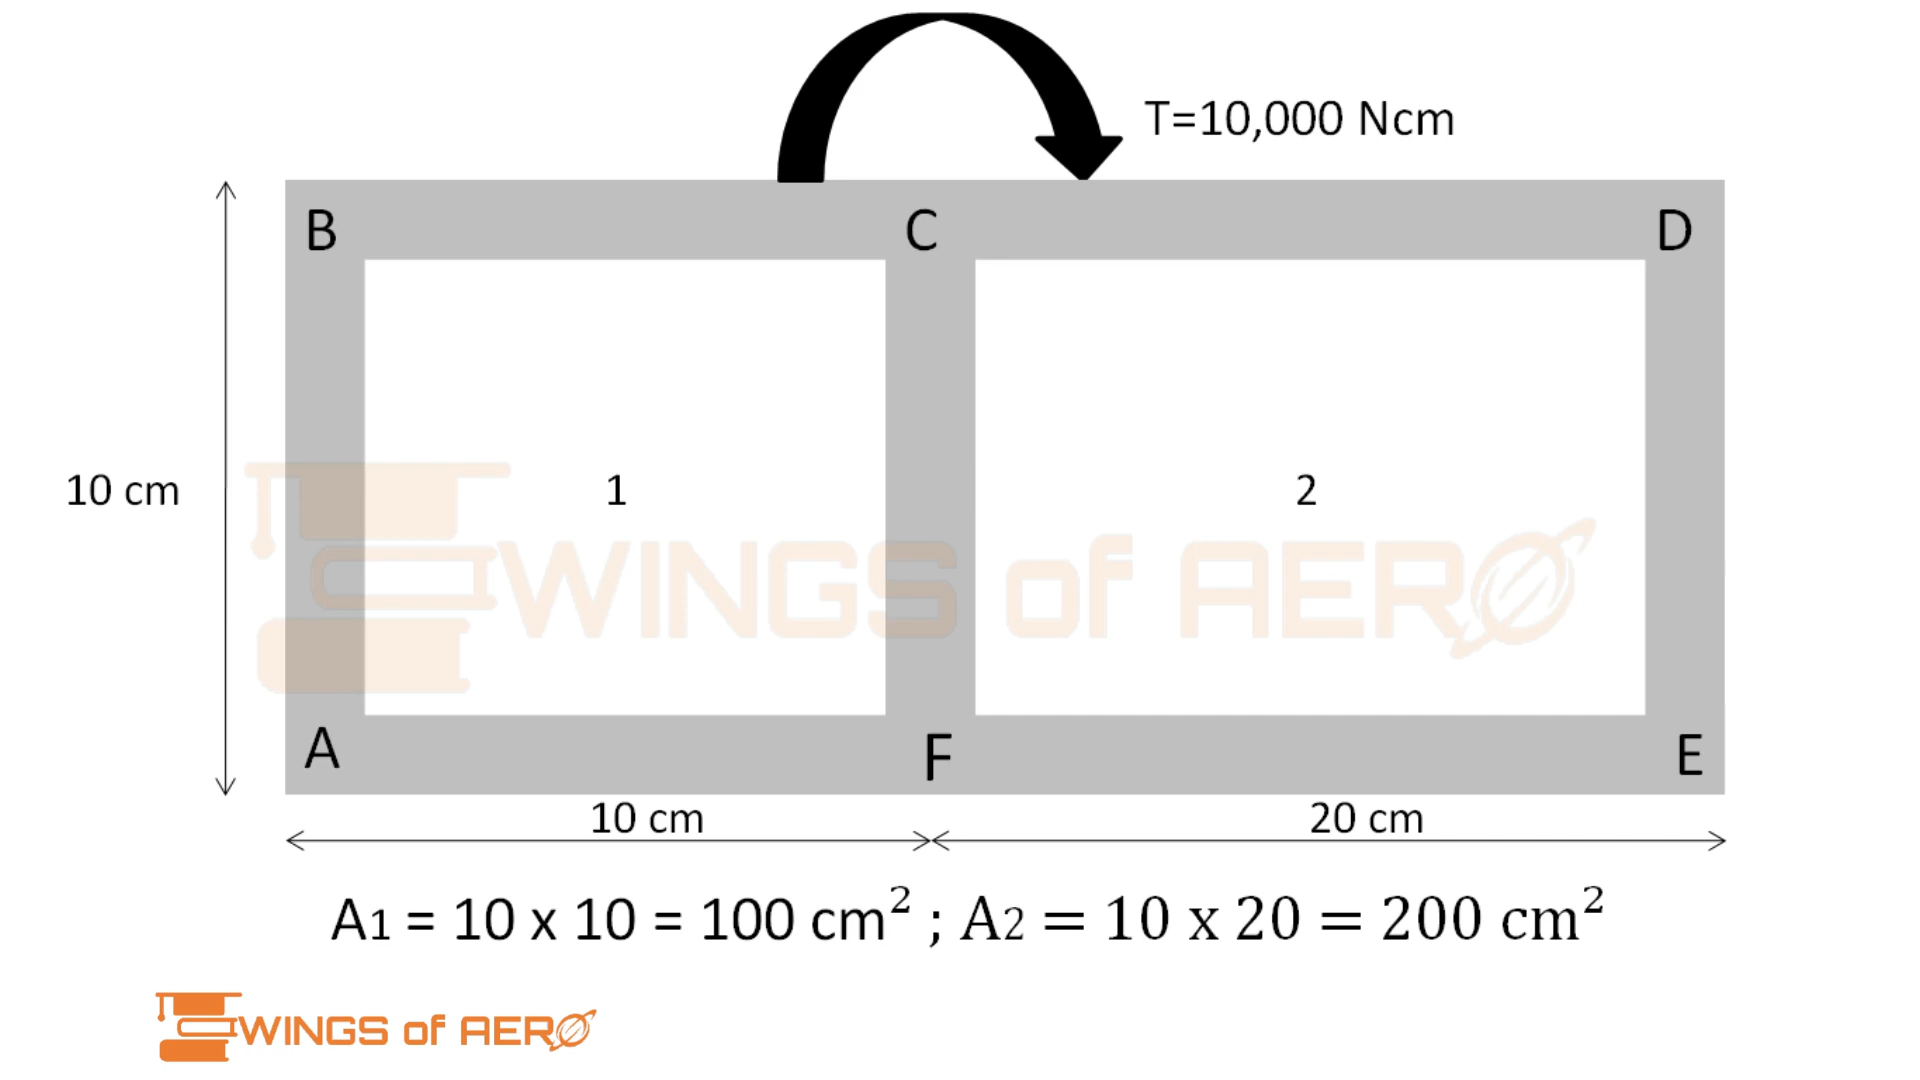 T=10,000 Ncm
B C D
10 cm 1 2
WINGS of AERO
A F E
10 cm 20 cm
A1 = 10 x 10 = 100 cm² ; A2 = 10 x 20 = 200 cm²
WINGS of AERO